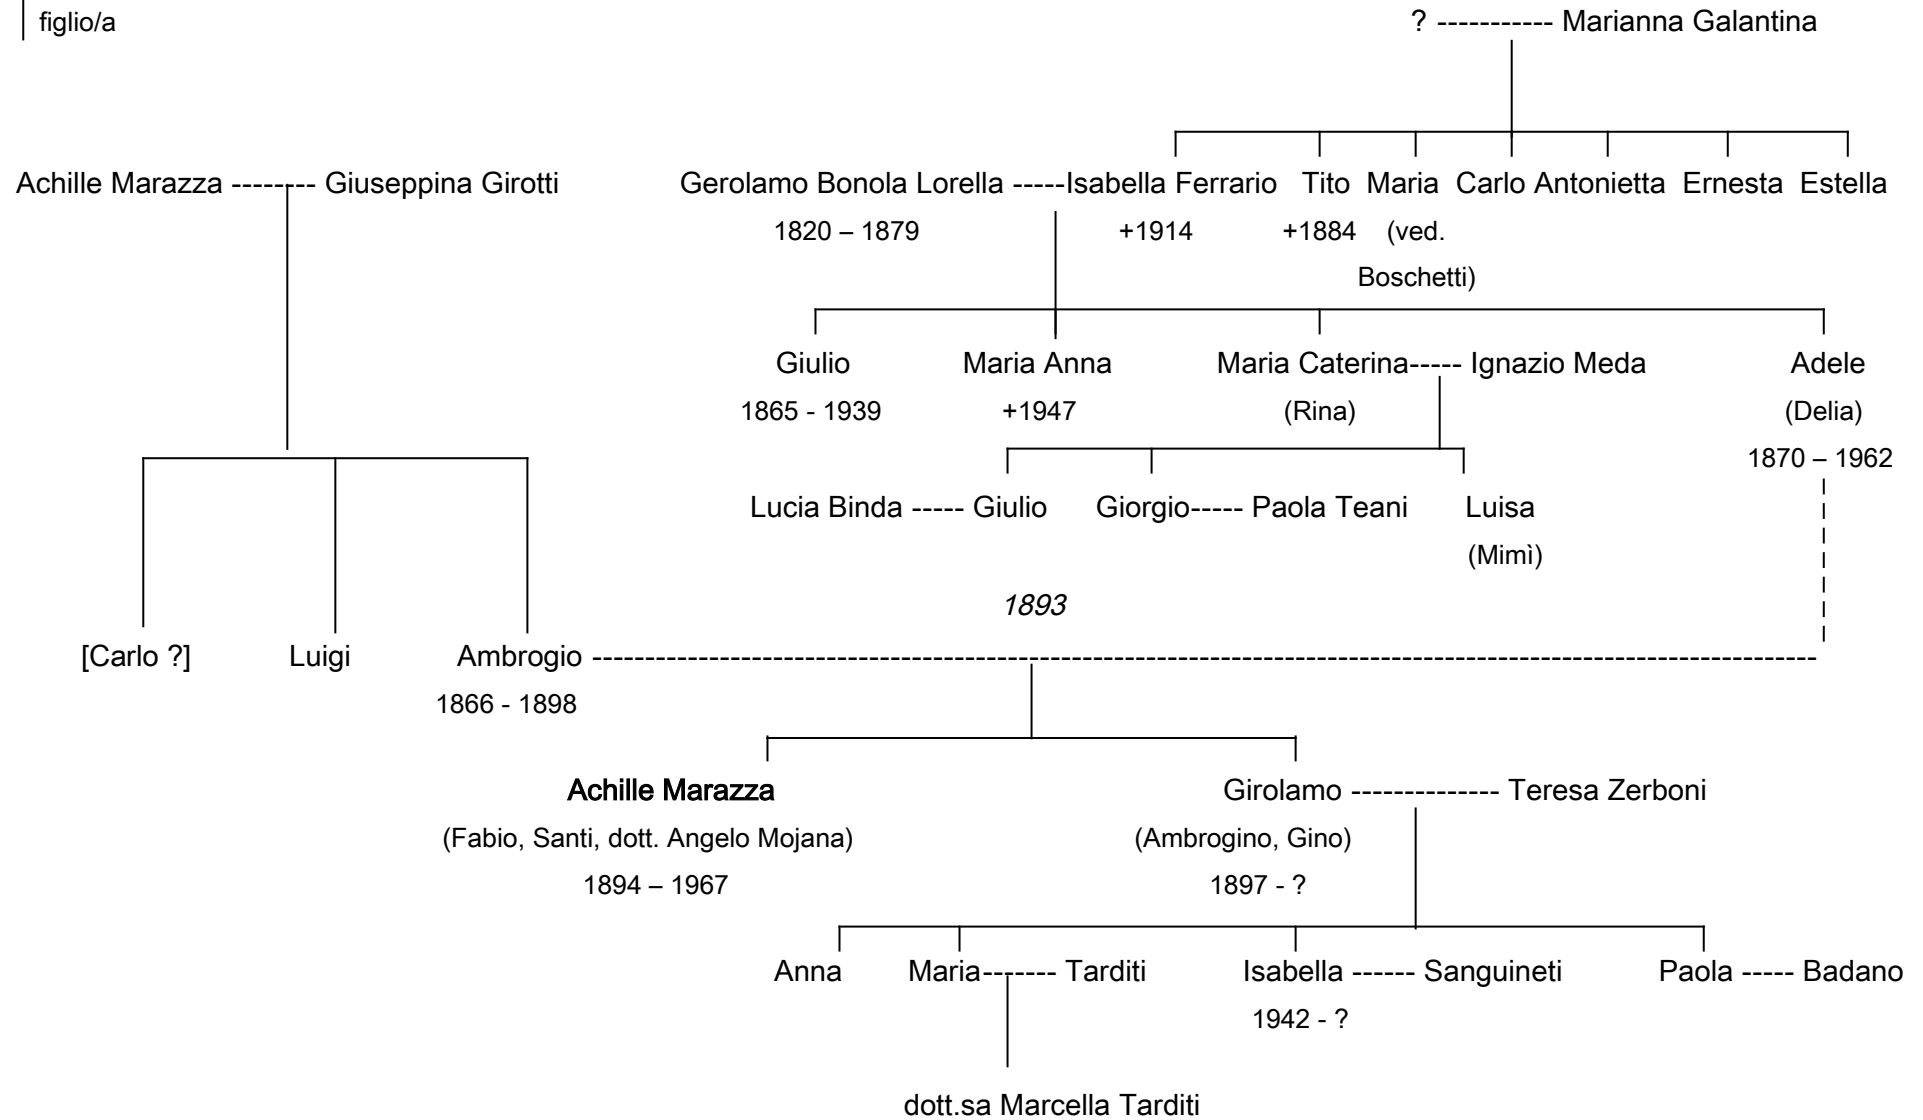 figlio/a
? ----------- Marianna Galantina
Achille Marazza -------- Giuseppina Girotti
Gerolamo Bonola Lorella -----Isabella Ferrario Tito Maria Carlo Antonietta Ernesta Estella
1820 – 1879 +1914 +1884 (ved.
Boschetti)
Giulio Maria Anna Maria Caterina----- Ignazio Meda Adele
1865 - 1939 +1947 (Rina) (Delia)
1870 – 1962
Lucia Binda ----- Giulio Giorgio----- Paola Teani Luisa
(Mimì)
1893
[Carlo ?] Luigi Ambrogio
1866 - 1898
Achille Marazza Girolamo -------------- Teresa Zerboni
(Fabio, Santi, dott. Angelo Mojana) (Ambrogino, Gino)
1894 – 1967 1897 - ?
Anna Maria------- Tarditi Isabella ------ Sanguineti Paola ----- Badano
1942 - ?
dott.sa Marcella Tarditi